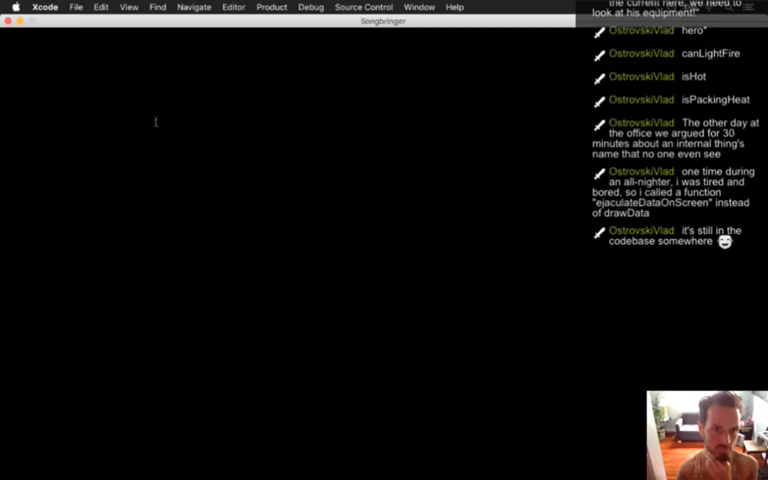 Xcode File Edit View Find Navigate Editor Product Debug Source Control Window Help
Songbringer
the current here, we need to
look at his equipment!"
OstrovskiVlad hero*
OstrovskiVlad canLightFire
OstrovskiVlad isHot
OstrovskiVlad isPackingHeat
OstrovskiVlad The other day at
the office we argued for 30
minutes about an internal thing's
name that no one even see
OstrovskiVlad one time during
an all-nighter, i was tired and
bored, so i called a function
"ejaculateDataOnScreen" instead
of drawData
OstrovskiVlad it's still in the
codebase somewhere